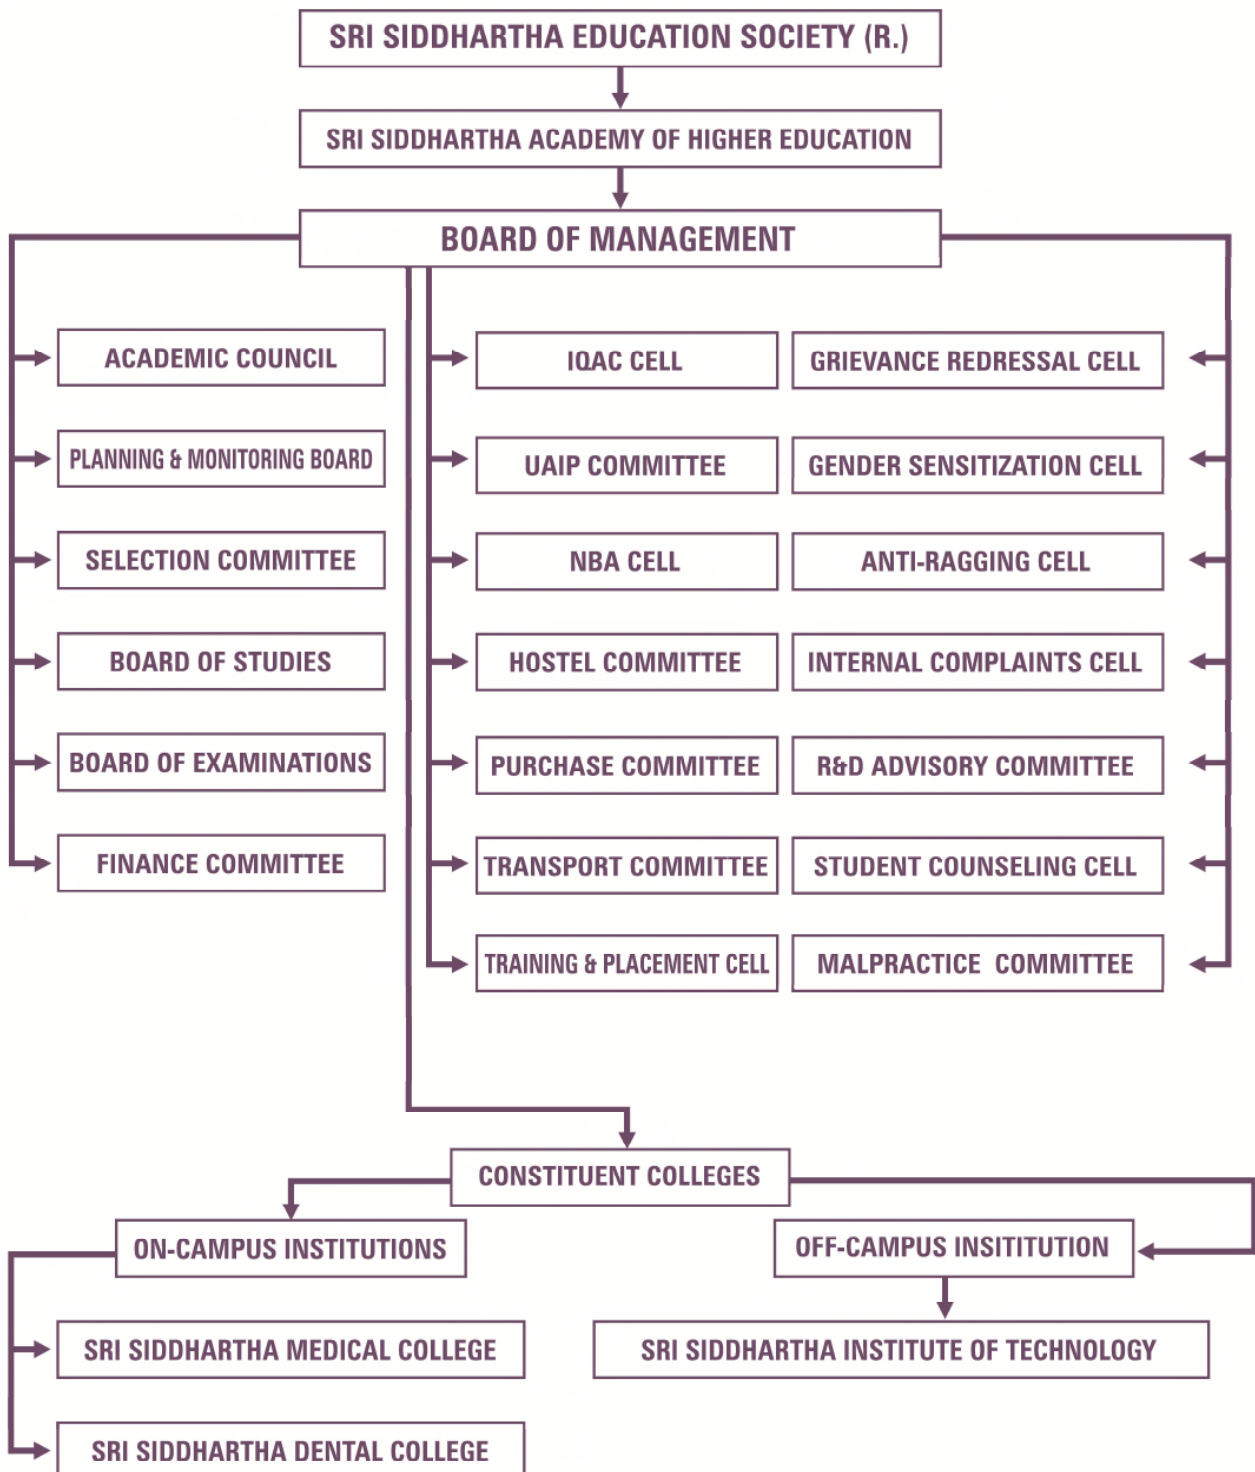 SRI SIDDHARTHA EDUCATION SOCIETY (R.)
SRI SIDDHARTHA ACADEMY OF HIGHER EDUCATION
BOARD OF MANAGEMENT
ACADEMIC COUNCIL
PLANNING & MONITORING BOARD
SELECTION COMMITTEE
BOARD OF STUDIES
BOARD OF EXAMINATIONS
FINANCE COMMITTEE
IQAC CELL
UAIP COMMITTEE
NBA CELL
HOSTEL COMMITTEE
PURCHASE COMMITTEE
TRANSPORT COMMITTEE
TRAINING & PLACEMENT CELL
GRIEVANCE REDRESSAL CELL
GENDER SENSITIZATION CELL
ANTI-RAGGING CELL
INTERNAL COMPLAINTS CELL
R&D ADVISORY COMMITTEE
STUDENT COUNSELING CELL
MALPRACTICE COMMITTEE
CONSTITUENT COLLEGES
ON-CAMPUS INSTITUTIONS
SRI SIDDHARTHA MEDICAL COLLEGE
SRI SIDDHARTHA DENTAL COLLEGE
OFF-CAMPUS INSITITUTION
SRI SIDDHARTHA INSTITUTE OF TECHNOLOGY